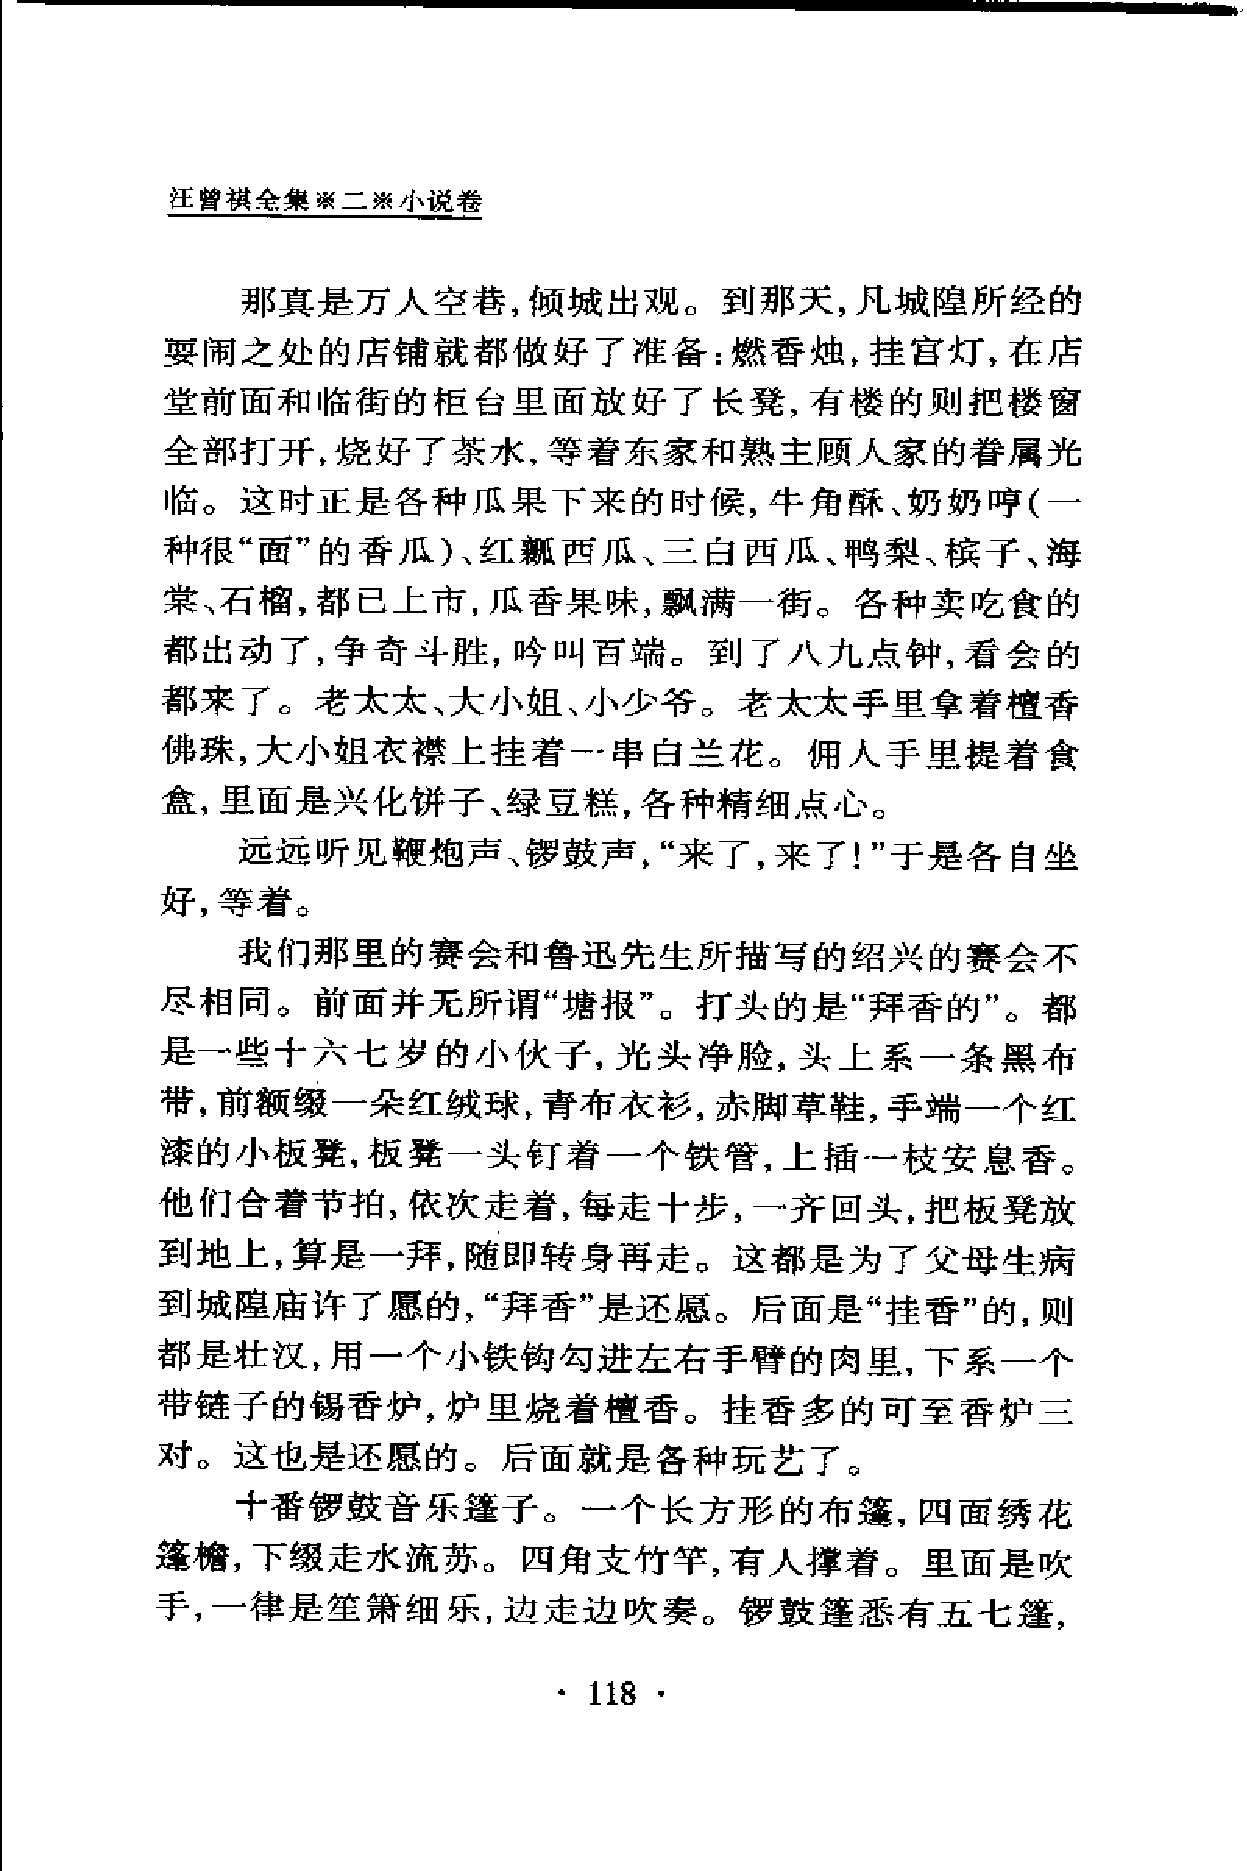 汪曾祺全集※二※小说卷
那真是万人空巷,倾城出观。到那天,凡城隍所经的
耍闹之处的店铺就都做好了准备:燃香烛,挂宫灯,在店
堂前面和临街的柜台里面放好了长凳,有楼的则把楼窗
全部打开,烧好了茶水,等着东家和熟主顾人家的眷属光
临。这时正是各种瓜果下来的时候,牛角酥、奶奶哼(一
种很“面”的香瓜)、红瓤西瓜、三白西瓜、鸭梨、槟子、海
棠、石榴,都已上市,瓜香果味,飘满一街。各种卖吃食的
都出动了,争奇斗胜,吟叫百端。到了八九点钟,看会的
都来了。老太太、大小姐、小少爷。老太太手里拿着檀香
佛珠,大小姐衣襟上挂着一串白兰花。佣人手里提着食
盒,里面是兴化饼子、绿豆糕,各种精细点心。
远远听见鞭炮声、锣鼓声,“来了,来了!”于是各自坐
好,等着。
我们那里的赛会和鲁迅先生所描写的绍兴的赛会不
尽相同。前面并无所谓“塘报”。打头的是“拜香的”。都
是一些十六七岁的小伙子,光头净脸,头上系一条黑布
带,前额缀一朵红绒球,青布衣衫,赤脚草鞋,手端一个红
漆的小板凳,板凳一头钉着一个铁管,上插一枝安息香。
他们合着节拍,依次走着,每走十步,一齐回头,把板凳放
到地上,算是一拜,随即转身再走。这都是为了父母生病
到城隍庙许了愿的,“拜香”是还愿。后面是“挂香”的,则
都是壮汉,用一个小铁钩勾进左右手臂的肉里,下系一个
带链子的锡香炉,炉里烧着檀香。挂香多的可至香炉三
对。这也是还愿的。后面就是各种玩艺了。
十番锣鼓音乐篷子。一个长方形的布篷,四面绣花
篷檐,下缀走水流苏。四角支竹竿,有人撑着。里面是吹
手,一律是笙箫细乐,边走边吹奏。锣鼓篷悉有五七篷,
· 118 ·